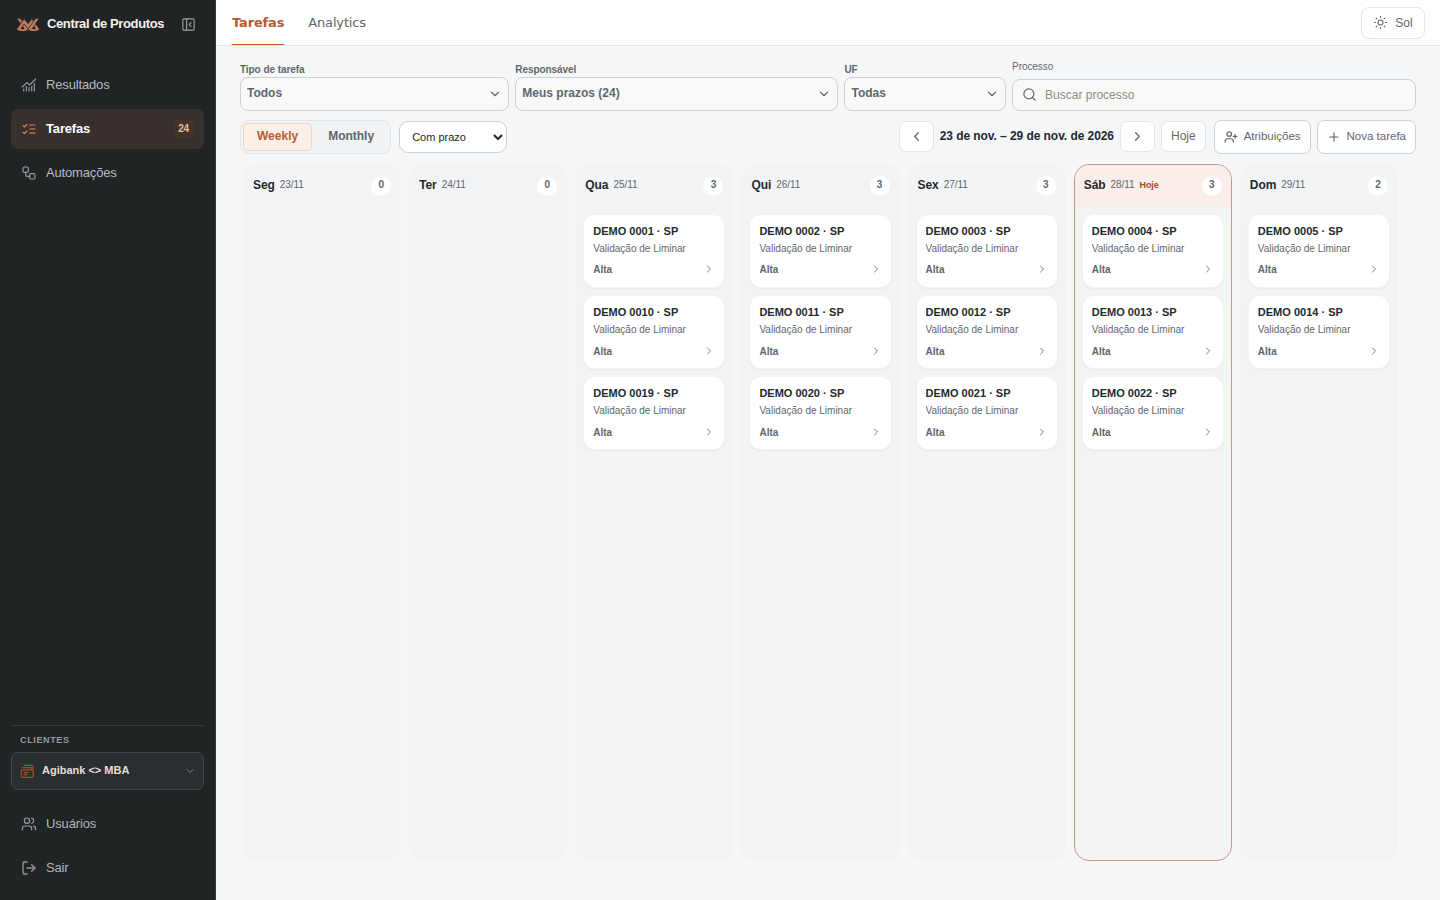 Central de Produtos
Resultados
Tarefas 24
Automações
CLIENTES
Agibank <> MBA
Usuários
Sair
Tarefas Analytics
Sol
Tipo de tarefa
Todos
Responsável
Meus prazos (24)
UF
Todas
Processo
Buscar processo
Weekly Monthly
Com prazo
23 de nov. – 29 de nov. de 2026
Hoje
Atribuições
Nova tarefa
Seg 23/11 0
Ter 24/11 0
Qua 25/11 3
DEMO 0001 · SP
Validação de Liminar
Alta
DEMO 0010 · SP
Validação de Liminar
Alta
DEMO 0019 · SP
Validação de Liminar
Alta
Qui 26/11 3
DEMO 0002 · SP
Validação de Liminar
Alta
DEMO 0011 · SP
Validação de Liminar
Alta
DEMO 0020 · SP
Validação de Liminar
Alta
Sex 27/11 3
DEMO 0003 · SP
Validação de Liminar
Alta
DEMO 0012 · SP
Validação de Liminar
Alta
DEMO 0021 · SP
Validação de Liminar
Alta
Sáb 28/11 Hoje 3
DEMO 0004 · SP
Validação de Liminar
Alta
DEMO 0013 · SP
Validação de Liminar
Alta
DEMO 0022 · SP
Validação de Liminar
Alta
Dom 29/11 2
DEMO 0005 · SP
Validação de Liminar
Alta
DEMO 0014 · SP
Validação de Liminar
Alta